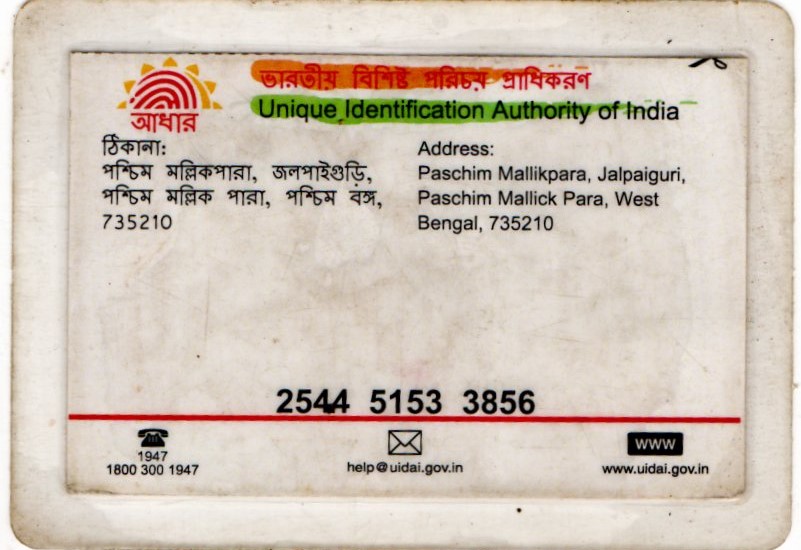 ভারতীয় বিশিষ্ট পরিচয় প্রাধিকরণ
Unique Identification Authority of India
আধার
ঠিকানা:
পশ্চিম মল্লিকপারা, জলপাইগুড়ি,
পশ্চিম মল্লিক পারা, পশ্চিম বঙ্গ,
735210
Address:
Paschim Mallikpara, Jalpaiguri,
Paschim Mallick Para, West
Bengal, 735210
2544 5153 3856
1947
1800 300 1947
help@uidai.gov.in
www
www.uidai.gov.in